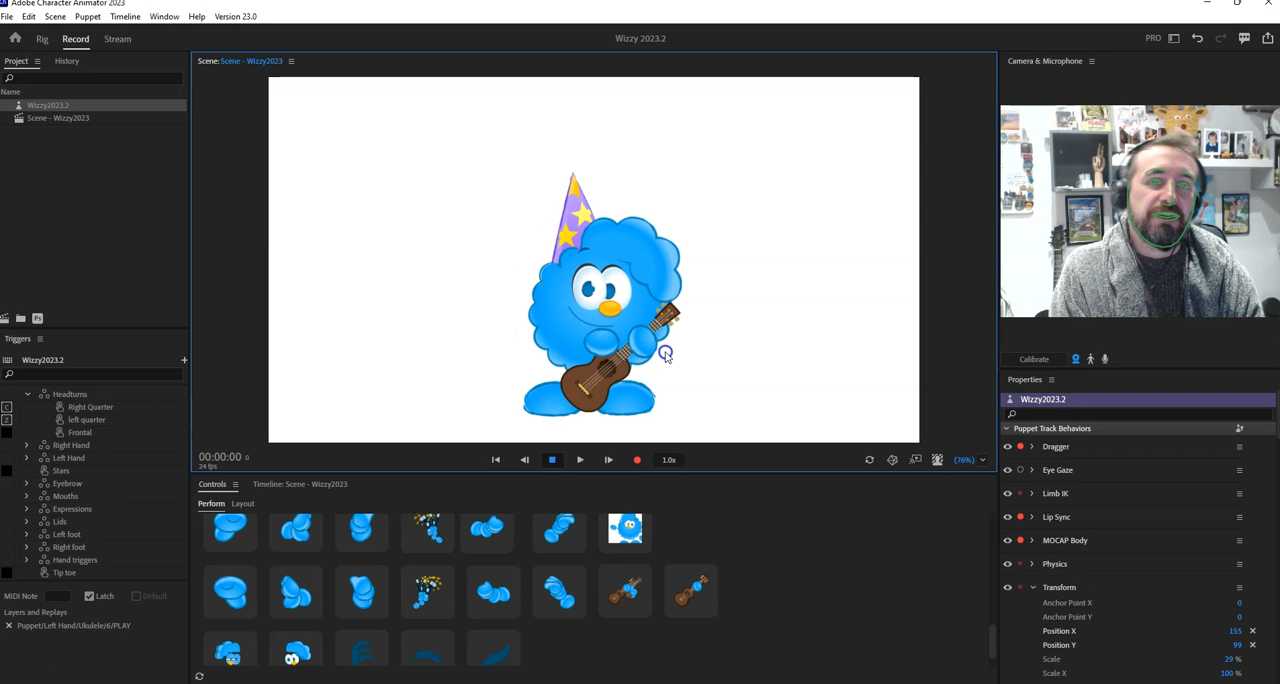 Adobe Character Animator 2023
File Edit Scene Puppet Timeline Window Help Version 23.0
Rig Record Stream Wizzy 2023.2 PRO
Project History
Name
Wizzy2023.2
Scene - Wizzy2023
Scene: Scene - Wizzy2023
Camera & Microphone
Calibrate
Triggers
Wizzy2023.2
Headturns
C Right Quarter
Z left quarter
Frontal
Right Hand
Left Hand
Stars
Eyebrow
Mouths
Expressions
Lids
Left foot
Right foot
Hand triggers
Tip toe
MIDI Note Latch Default
Layers and Replays
Puppet/Left Hand/Ukulele/6/PLAY
00:00:00 0
24 fps
1.0x
(76%)
Controls Timeline: Scene - Wizzy2023
Perform Layout
Properties
Wizzy2023.2
Puppet Track Behaviors
Dragger
Eye Gaze
Limb IK
Lip Sync
MOCAP Body
Physics
Transform
Anchor Point X 0
Anchor Point Y 0
Position X 155
Position Y 99
Scale 29 %
Scale X 100 %
Ps